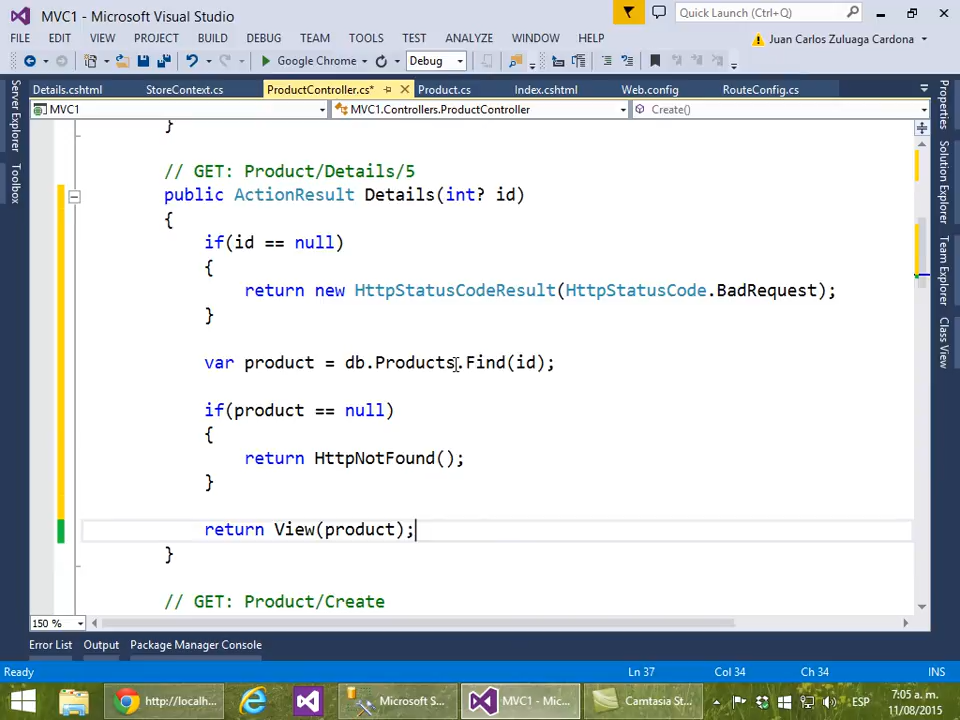 MVC1 - Microsoft Visual Studio
Quick Launch (Ctrl+Q)
FILE EDIT VIEW PROJECT BUILD DEBUG TEAM TOOLS TEST ANALYZE WINDOW HELP
Juan Carlos Zuluaga Cardona
Google Chrome Debug
Details.cshtml StoreContext.cs ProductController.cs* Product.cs Index.cshtml Web.config RouteConfig.cs
MVC1 MVC1.Controllers.ProductController Create()
Server Explorer
Toolbox
Properties
Solution Explorer
Team Explorer
Class View
}
// GET: Product/Details/5
public ActionResult Details(int? id)
{
if(id == null)
{
return new HttpStatusCodeResult(HttpStatusCode.BadRequest);
}
var product = db.Products.Find(id);
if(product == null)
{
return HttpNotFound();
}
return View(product);
}
// GET: Product/Create
150 %
Error List Output Package Manager Console
Ready Ln 37 Col 34 Ch 34 INS
http://localh... Microsoft S... MVC1 - Mic... Camtasia St... ESP
7:05 a. m.
11/08/2015